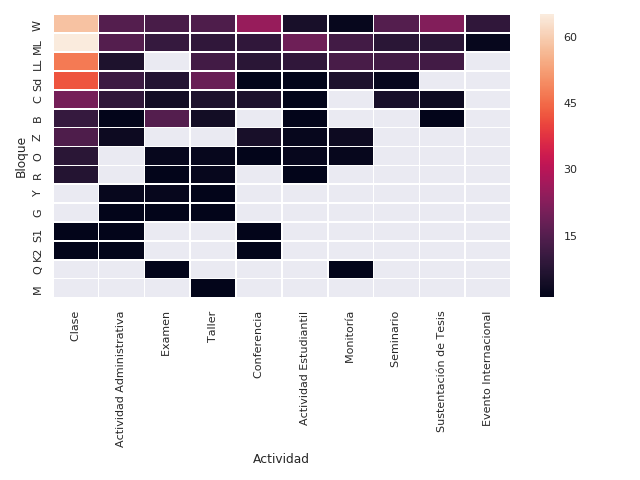 Bloque
W
ML
LL
Sd
C
B
Z
O
R
Y
G
S1
K2
Q
M
Clase
Actividad Administrativa
Examen
Taller
Conferencia
Actividad Estudiantil
Monitoría
Seminario
Sustentación de Tesis
Evento Internacional
Actividad
60
45
30
15